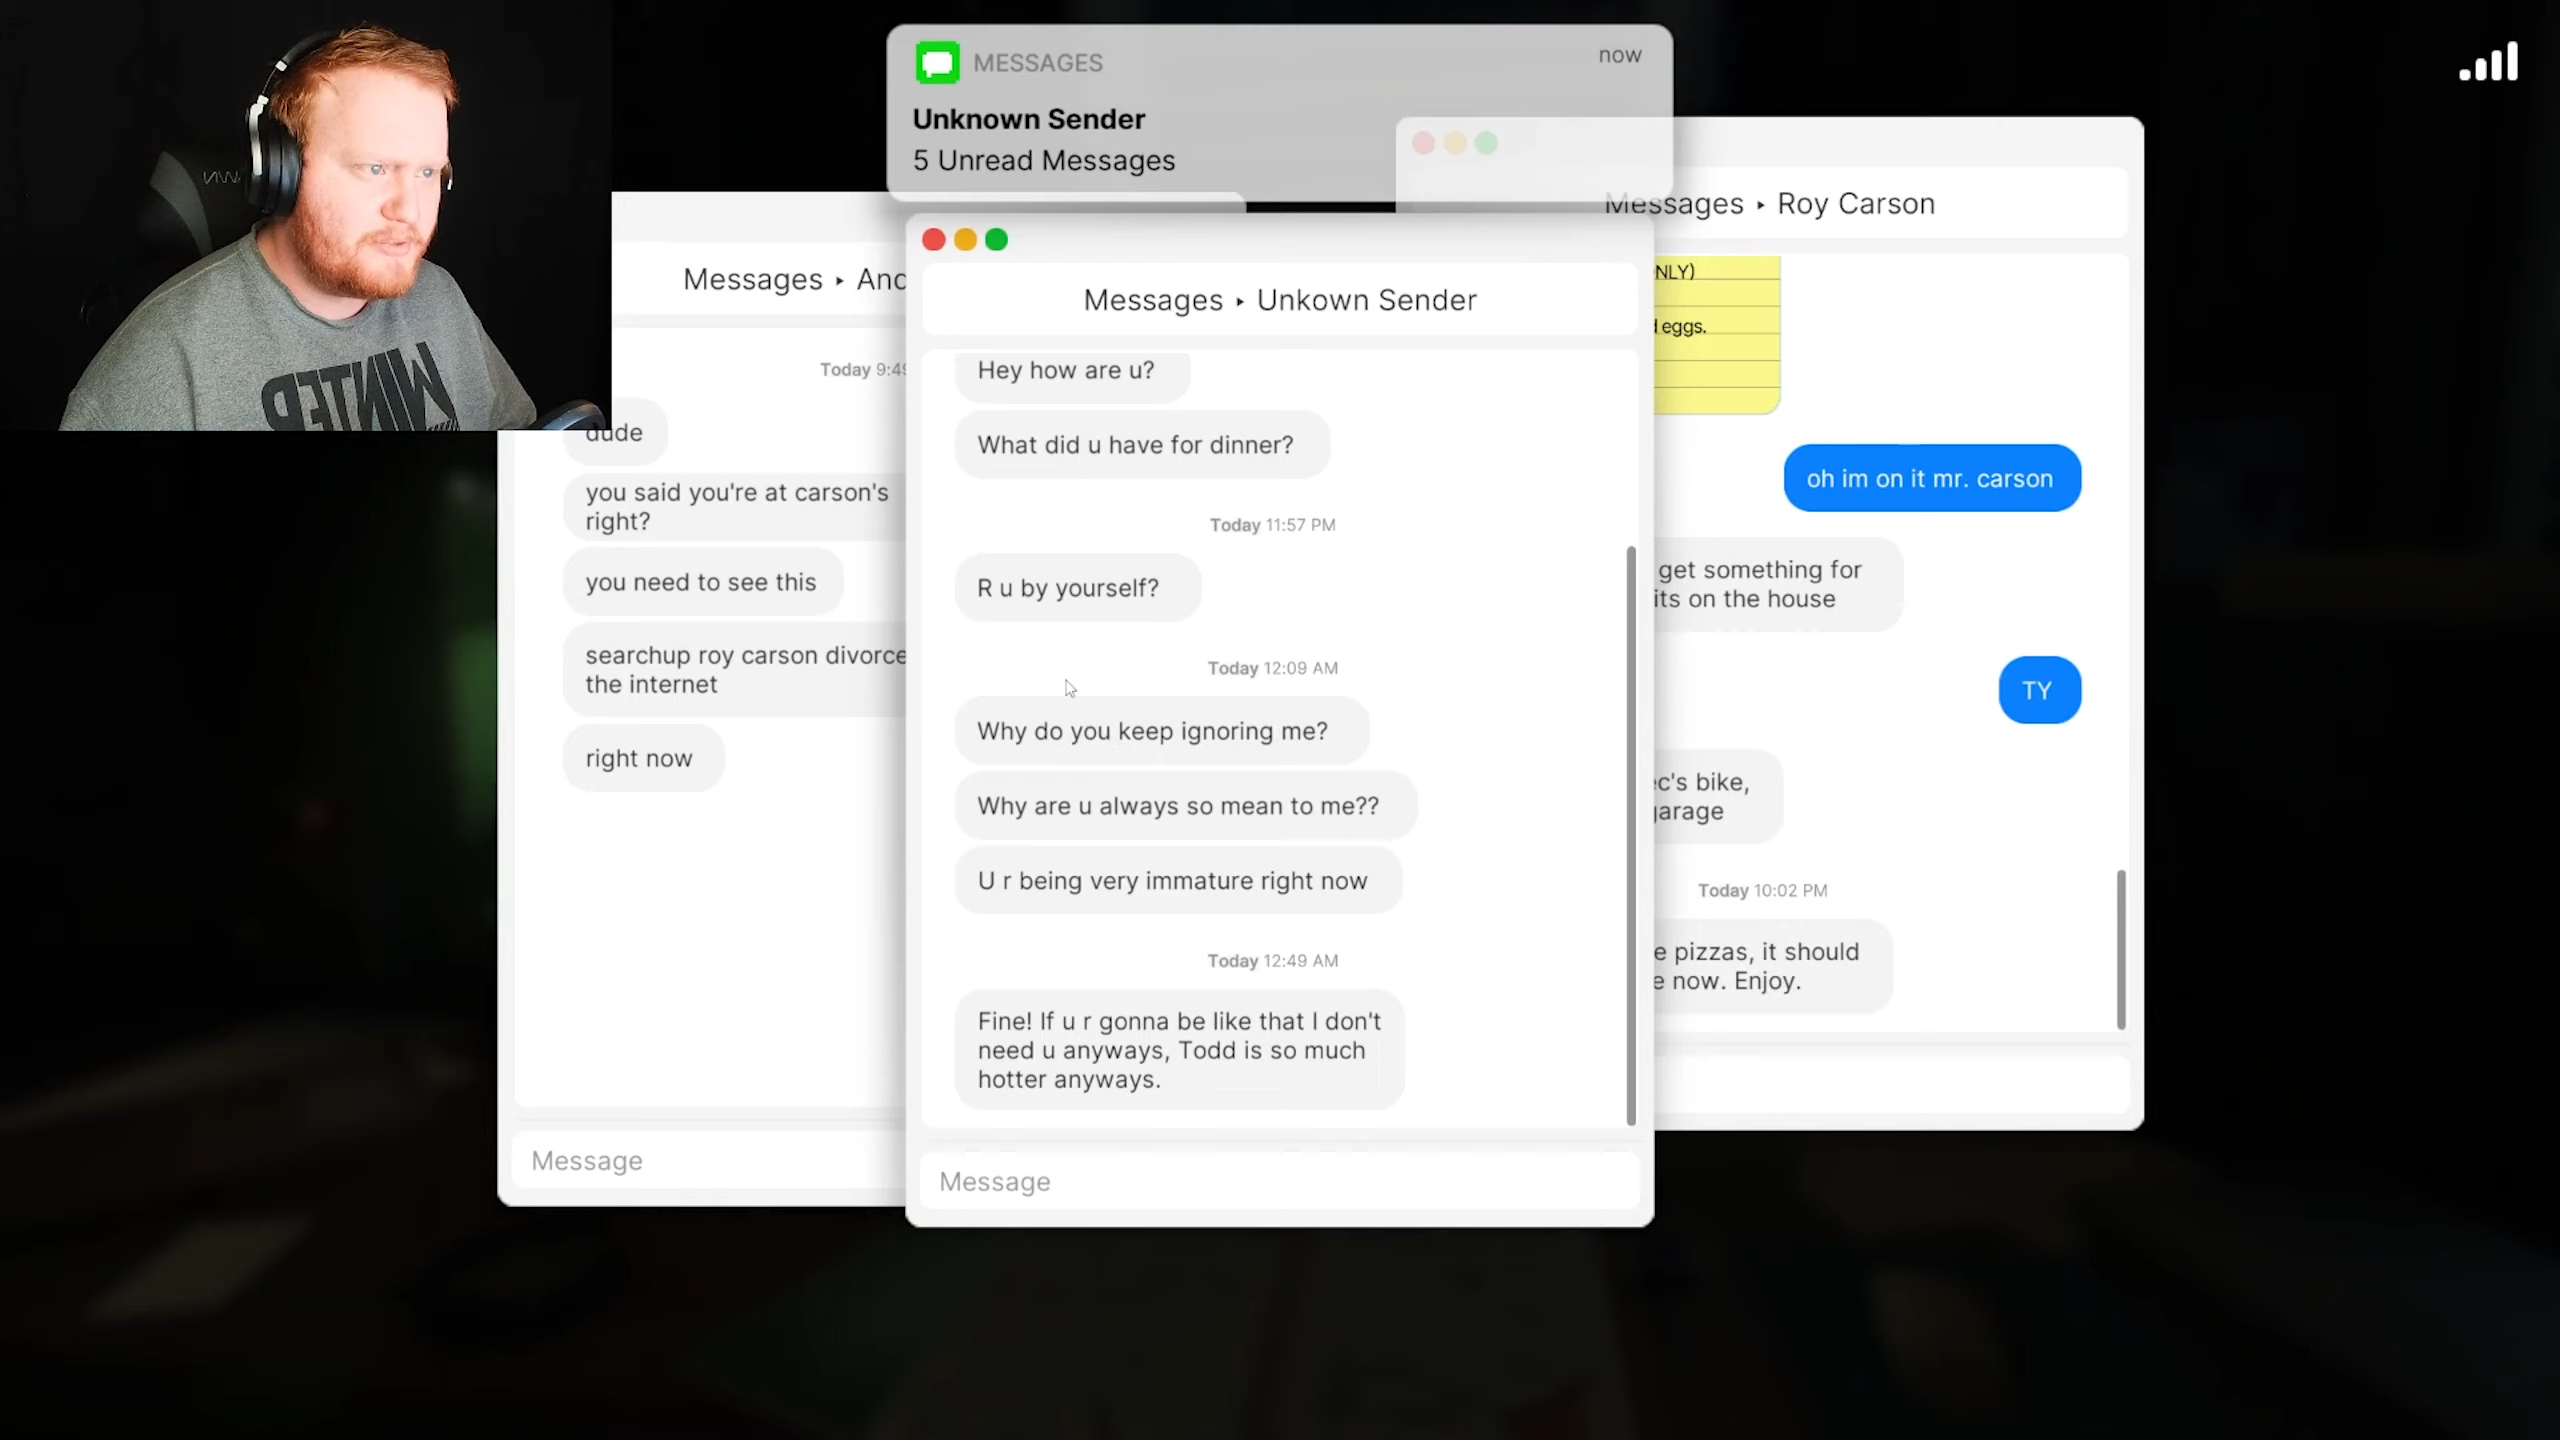 MESSAGES
now
Unknown Sender
5 Unread Messages
Messages ‣ Roy Carson
NLY)
eggs.
oh im on it mr. carson
get something for
its on the house
TY
c's bike,
garage
Today 10:02 PM
e pizzas, it should
e now. Enjoy.
Messages ‣ And
Today 9:49
dude
you said you're at carson's
right?
you need to see this
searchup roy carson divorce
the internet
right now
Message
Messages ‣ Unkown Sender
Hey how are u?
What did u have for dinner?
Today 11:57 PM
R u by yourself?
Today 12:09 AM
Why do you keep ignoring me?
Why are u always so mean to me??
U r being very immature right now
Today 12:49 AM
Fine! If u r gonna be like that I don't
need u anyways, Todd is so much
hotter anyways.
Message